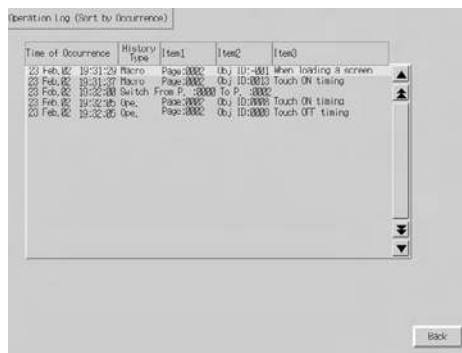 Operation Log (Sort by Occurrence)
Time of Occurrence History Type Item1 Item2 Item3
23 Feb.02 19:31:29 Macro Page:0002 Obj ID:-001 When loading a screen
23 Feb.02 19:31:37 Macro Page:0002 Obj ID:0013 Touch ON timing
23 Feb.02 19:32:00 Switch From P. :0000 To P. :0002
23 Feb.02 19:32:05 Ope. Page:0002 Obj ID:0008 Touch ON timing
23 Feb.02 19:32:05 Ope. Page:0002 Obj ID:0008 Touch OFF timing
Back